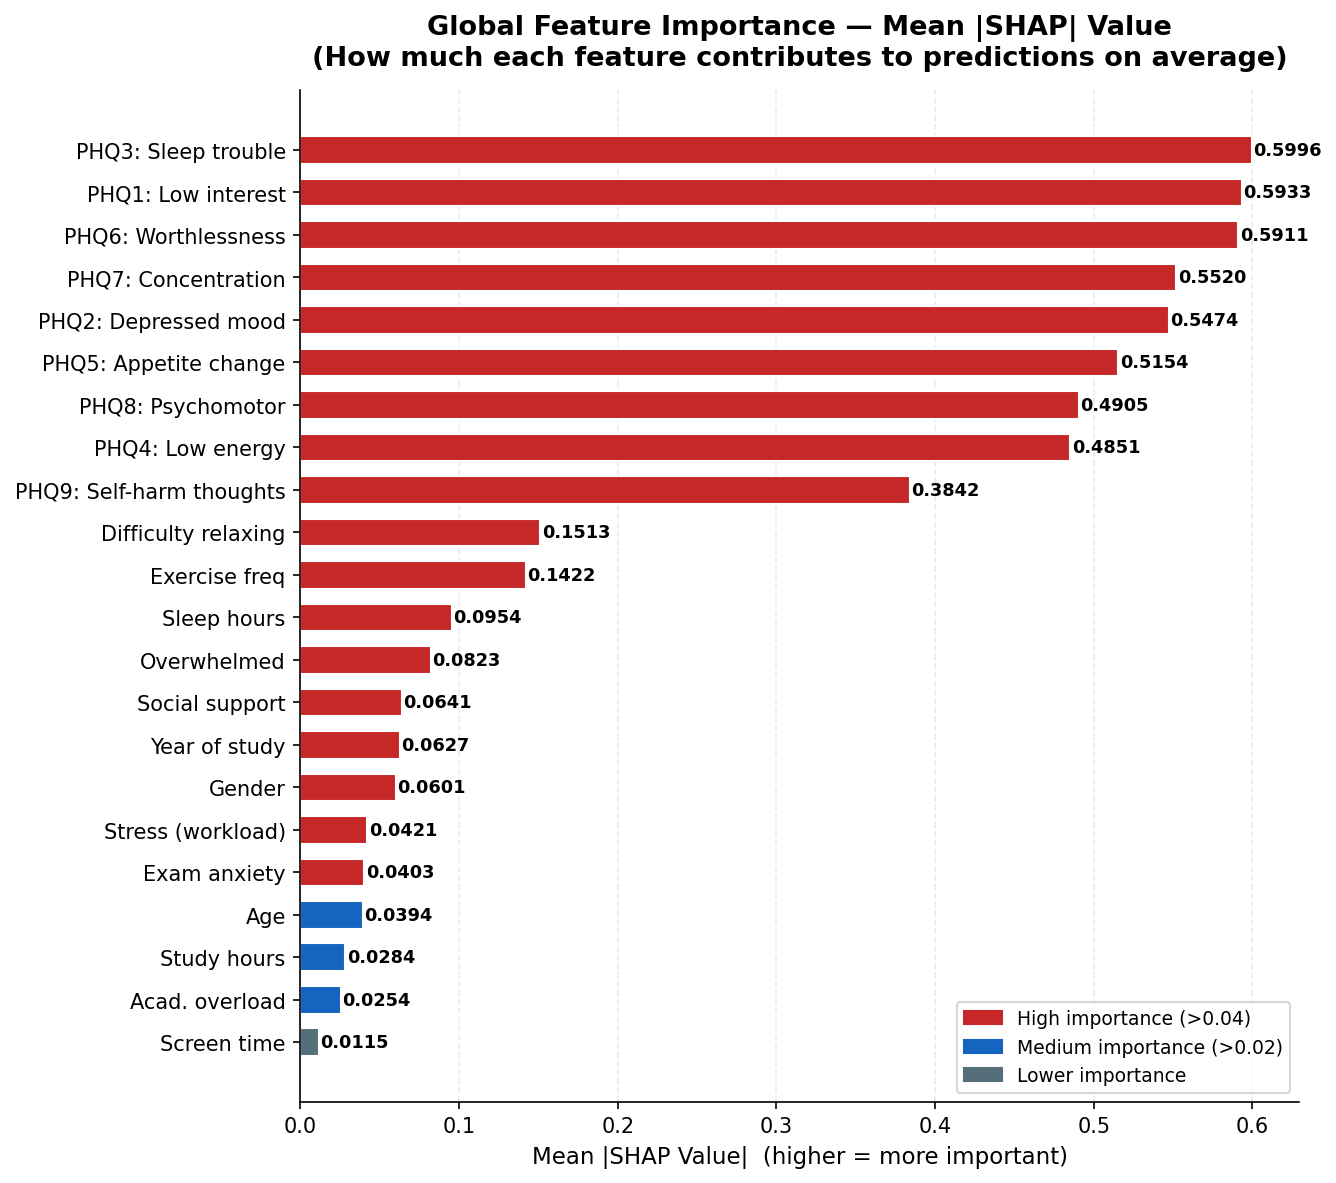 Global Feature Importance — Mean |SHAP| Value
(How much each feature contributes to predictions on average)
PHQ3: Sleep trouble 0.5996
PHQ1: Low interest 0.5933
PHQ6: Worthlessness 0.5911
PHQ7: Concentration 0.5520
PHQ2: Depressed mood 0.5474
PHQ5: Appetite change 0.5154
PHQ8: Psychomotor 0.4905
PHQ4: Low energy 0.4851
PHQ9: Self-harm thoughts 0.3842
Difficulty relaxing 0.1513
Exercise freq 0.1422
Sleep hours 0.0954
Overwhelmed 0.0823
Social support 0.0641
Year of study 0.0627
Gender 0.0601
Stress (workload) 0.0421
Exam anxiety 0.0403
Age 0.0394
Study hours 0.0284
Acad. overload 0.0254
Screen time 0.0115
High importance (>0.04)
Medium importance (>0.02)
Lower importance
0.0 0.1 0.2 0.3 0.4 0.5 0.6
Mean |SHAP Value|  (higher = more important)